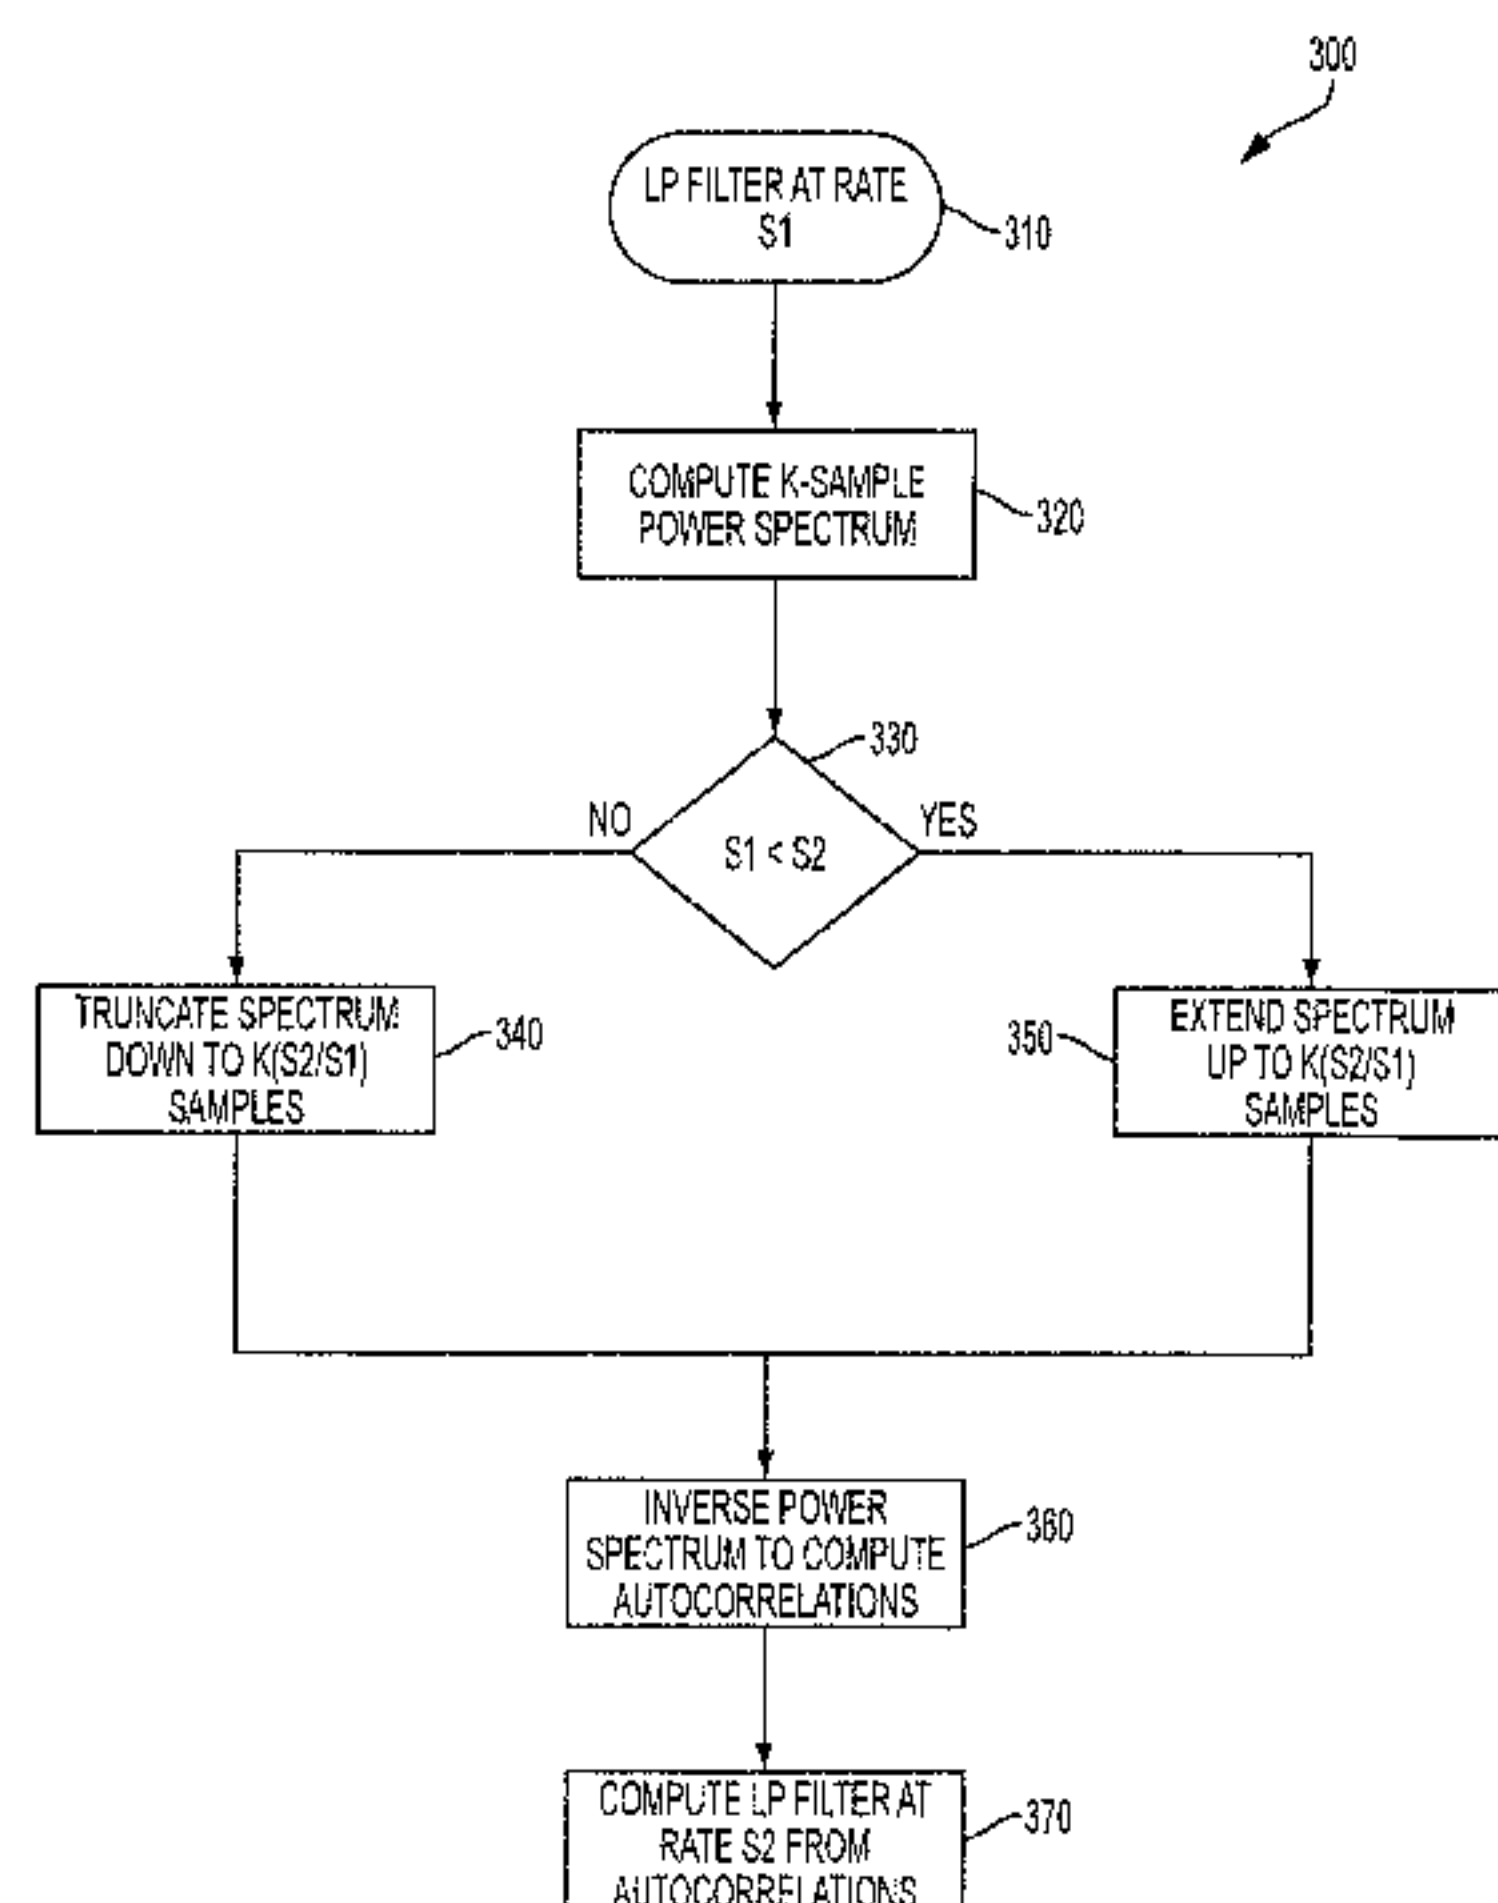 300
LP FILTER AT RATE
S1
310
COMPUTE K-SAMPLE
POWER SPECTRUM
320
330
NO
YES
S1 < S2
TRUNCATE SPECTRUM
DOWN TO K(S2/S1)
SAMPLES
340
350
EXTEND SPECTRUM
UP TO K(S2/S1)
SAMPLES
INVERSE POWER
SPECTRUM TO COMPUTE
AUTOCORRELATIONS
360
COMPUTE LP FILTER AT
RATE S2 FROM
AUTOCORRELATIONS
370